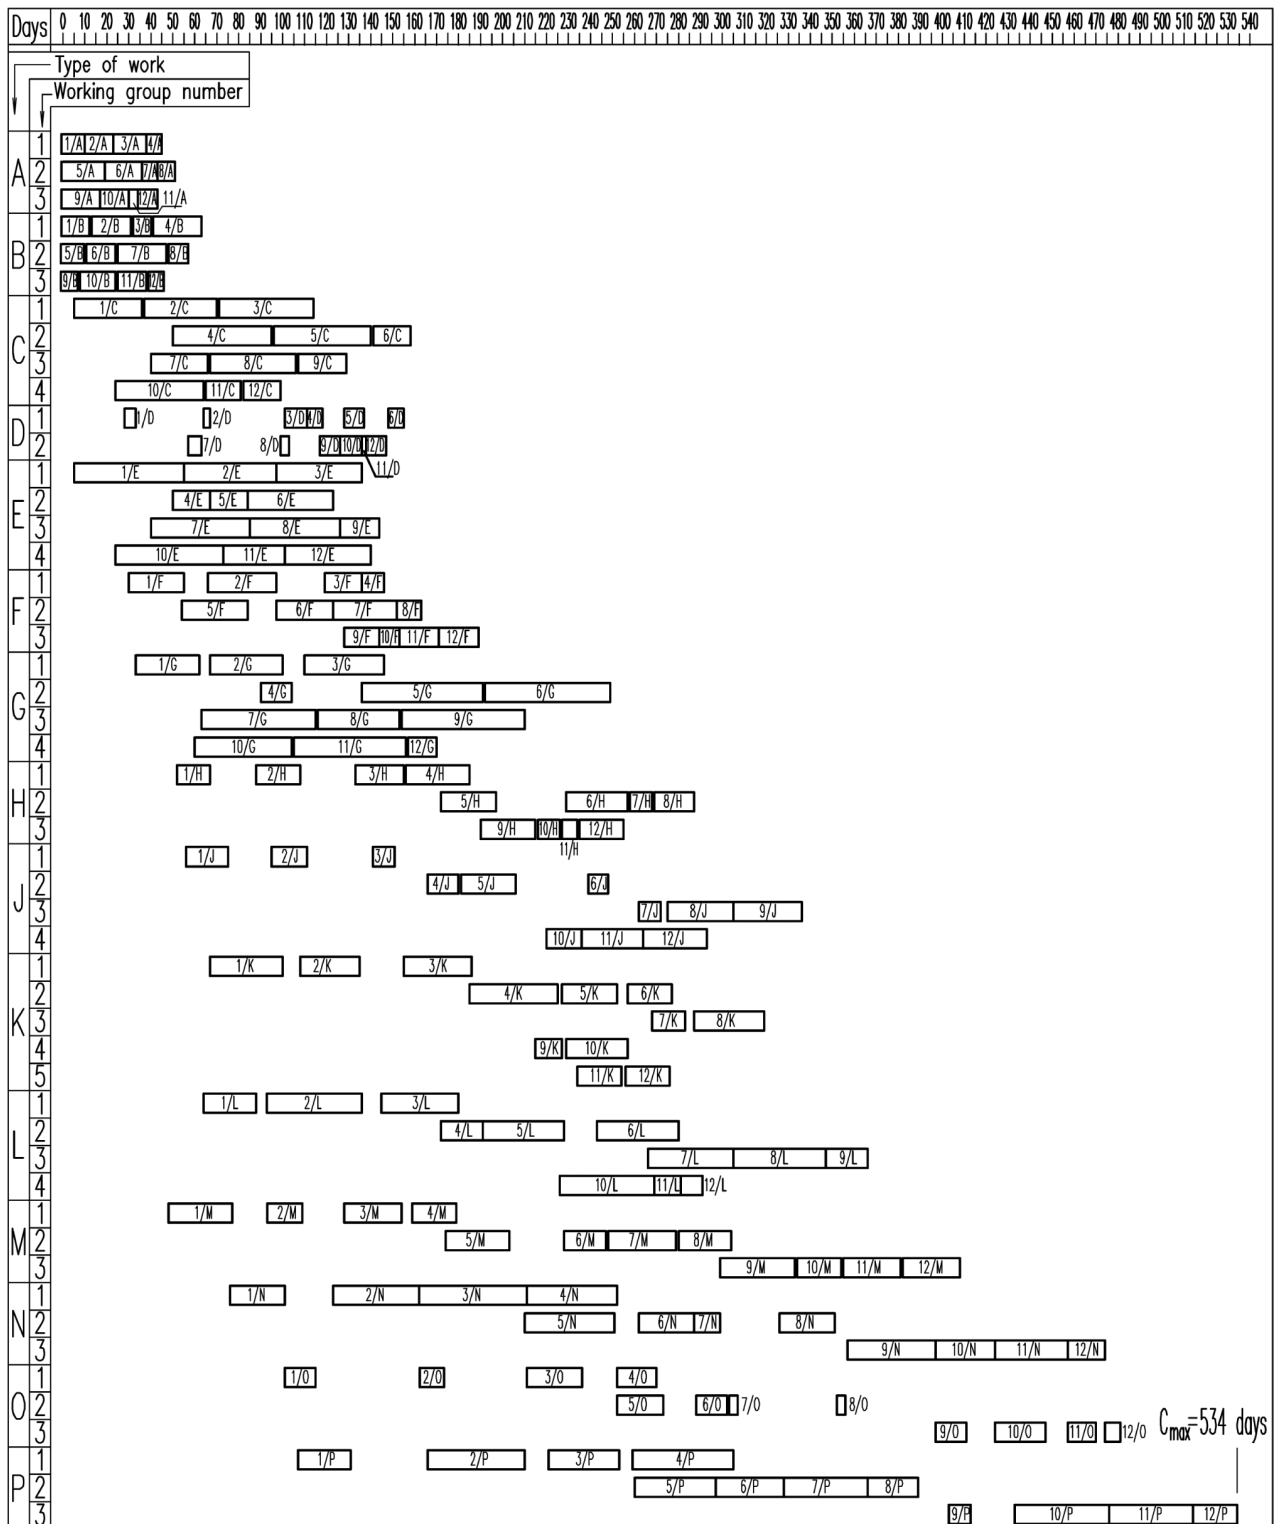 Days 0 10 20 30 40 50 60 70 80 90 100 110 120 130 140 150 160 170 180 190 200 210 220 230 240 250 260 270 280 290 300 310 320 330 340 350 360 370 380 390 400 410 420 430 440 450 460 470 480 490 500 510 520 530 540
Type of work
Working group number
A 1 1/A 2/A 3/A 4/A
2 5/A 6/A 7/A 8/A
3 9/A 10/A 12/A 11/A
B 1 1/B 2/B 3/B 4/B
2 5/B 6/B 7/B 8/B
3 9/B 10/B 11/B 12/B
C 1 1/C 2/C 3/C
2 4/C 5/C 6/C
3 7/C 8/C 9/C
4 10/C 11/C 12/C
D 1 1/D 2/D 3/D 4/D 5/D 6/D
2 7/D 8/D 9/D 10/D 12/D
11/D
E 1 1/E 2/E 3/E
2 4/E 5/E 6/E
3 7/E 8/E 9/E
4 10/E 11/E 12/E
F 1 1/F 2/F 3/F 4/F
2 5/F 6/F 7/F 8/F
3 9/F 10/F 11/F 12/F
G 1 1/G 2/G 3/G
2 4/G 5/G 6/G
3 7/G 8/G 9/G
4 10/G 11/G 12/G
H 1 1/H 2/H 3/H 4/H
2 5/H 6/H 7/H 8/H
3 9/H 10/H 12/H
11/H
J 1 1/J 2/J 3/J
2 4/J 5/J 6/J
3 7/J 8/J 9/J
4 10/J 11/J 12/J
K 1 1/K 2/K 3/K
2 4/K 5/K 6/K
3 7/K 8/K
4 9/K 10/K
5 11/K 12/K
L 1 1/L 2/L 3/L
2 4/L 5/L 6/L
3 7/L 8/L 9/L
4 10/L 11/L 12/L
M 1 1/M 2/M 3/M 4/M
2 5/M 6/M 7/M 8/M
3 9/M 10/M 11/M 12/M
N 1 1/N 2/N 3/N 4/N
2 5/N 6/N 7/N 8/N
3 9/N 10/N 11/N 12/N
O 1 1/O 2/O 3/O 4/O
2 5/O 6/O 7/O 8/O
3 9/O 10/O 11/O 12/O
Cmax=534 days
P 1 1/P 2/P 3/P 4/P
2 5/P 6/P 7/P 8/P
3 9/P 10/P 11/P 12/P